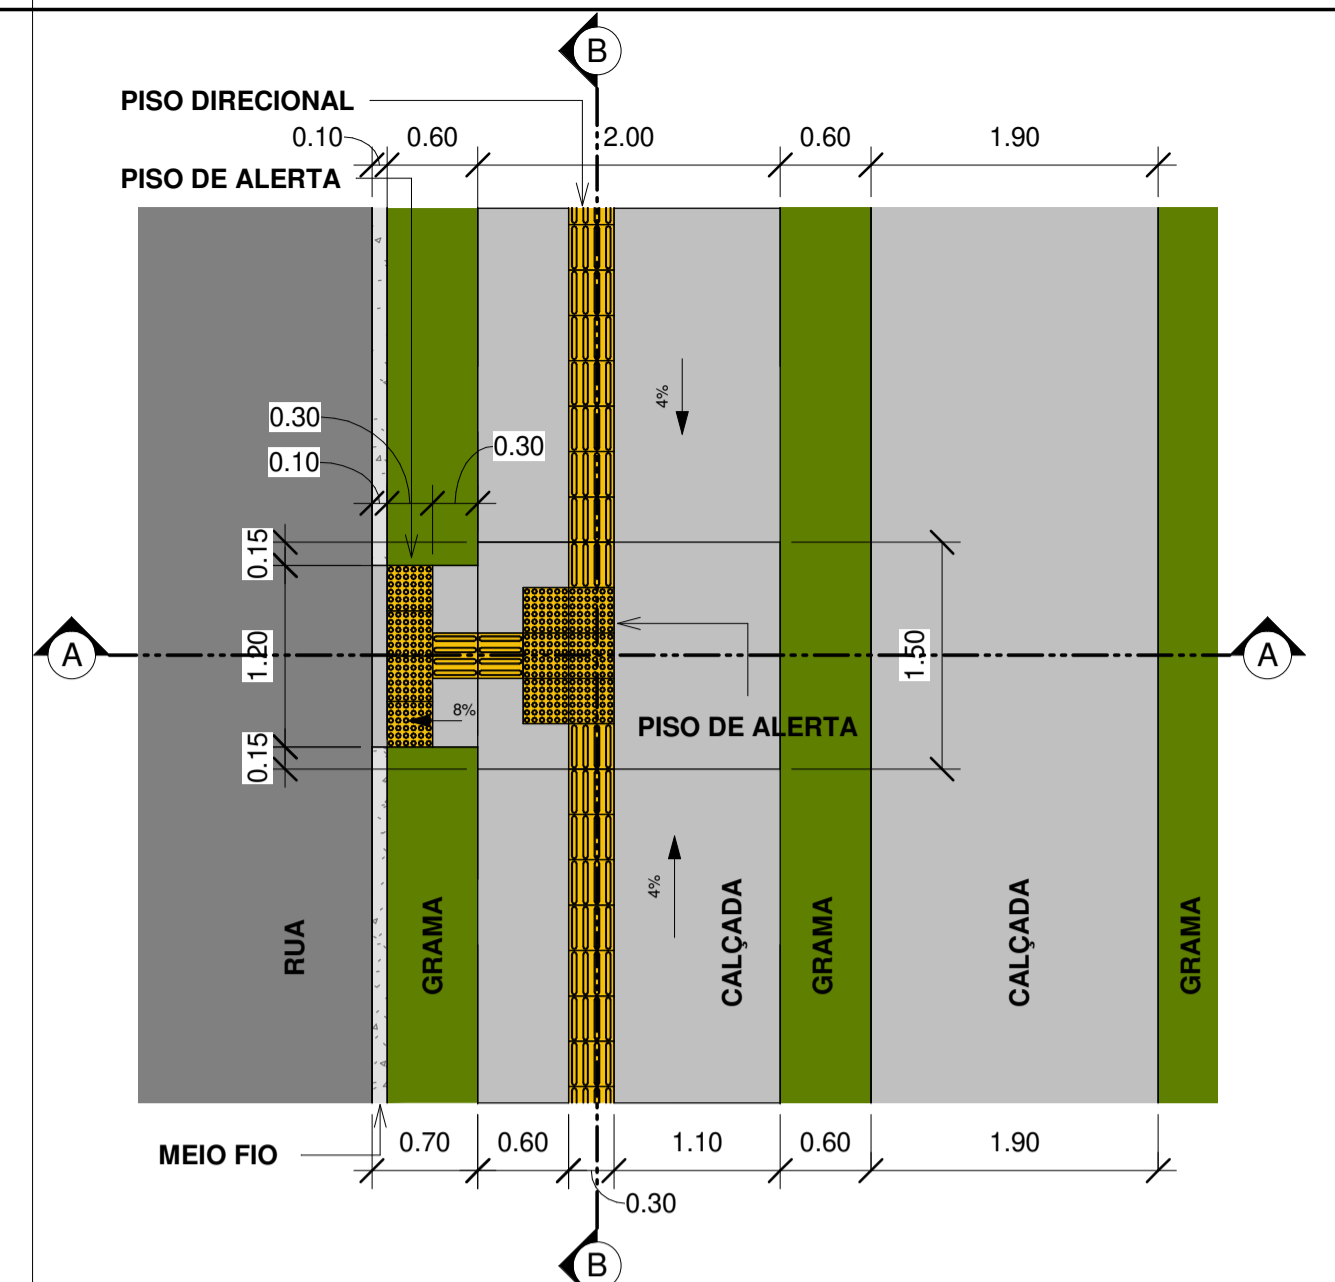 B
PISO DIRECIONAL
0.10 0.60 2.00 0.60 1.90
PISO DE ALERTA
4%
0.30
0.30
0.10
0.15
1.20
0.15
A
1.50
A
8%
PISO DE ALERTA
4%
RUA
GRAMA
CALÇADA
GRAMA
CALÇADA
GRAMA
MEIO FIO
0.70 0.60 1.10 0.60 1.90
0.30
B